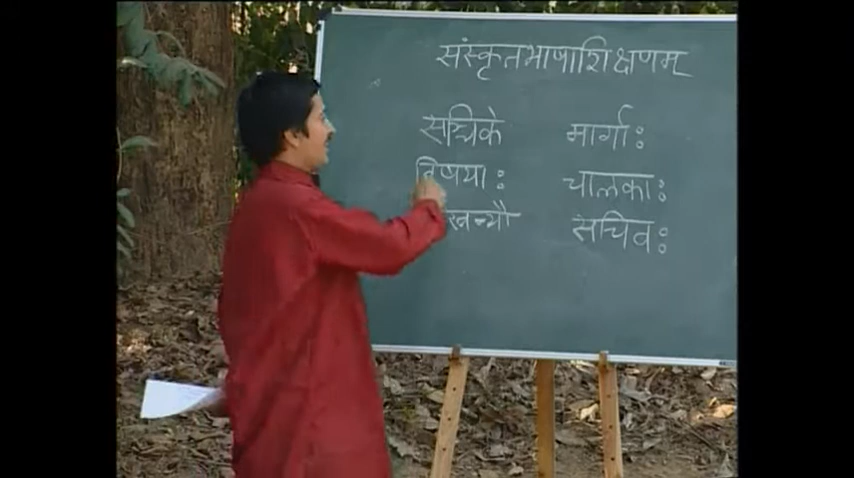 संस्कृतभाषाशिक्षणम्
सञ्चिके मार्गाः
विषयाः चालकाः
सचिवः